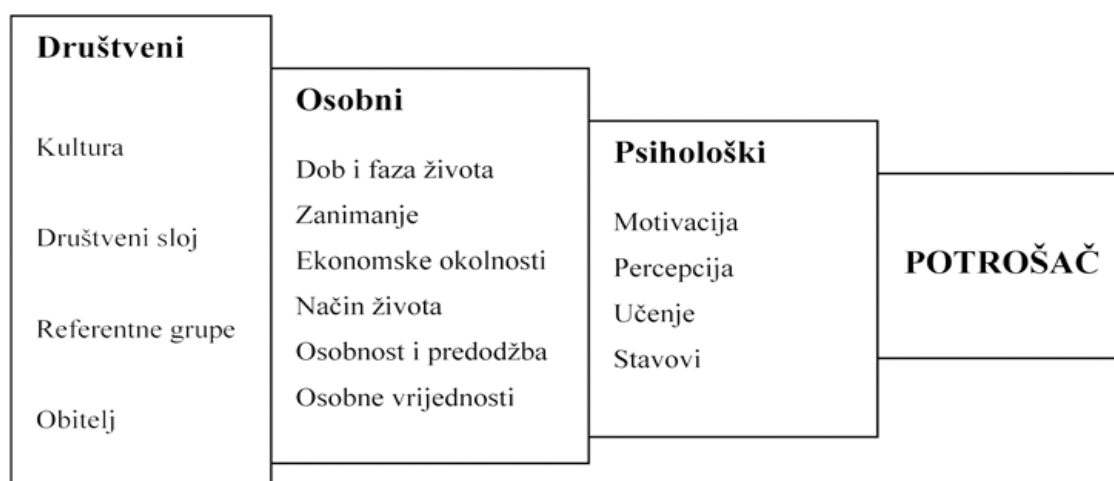 Društveni
Kultura
Društveni sloj
Referentne grupe
Obitelj
Osobni
Dob i faza života
Zanimanje
Ekonomske okolnosti
Način života
Osobnost i predodžba
Osobne vrijednosti
Psihološki
Motivacija
Percepcija
Učenje
Stavovi
POTROŠAČ